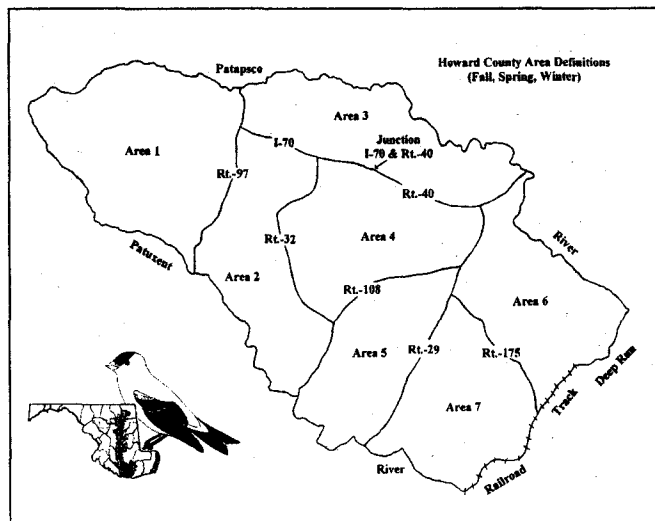 Howard County Area Definitions
(Fall, Spring, Winter)
Patapsco
Area 3
Junction
I-70 & Rt.-40
I-70
Area 1
Rt.-97
Rt.-40
Patuxent
Rt.-32
Area 4
River
Area 2
Rt.-108
Area 6
Area 5
Rt.-29
Rt.-175
Deep Run
Track
Area 7
River
Railroad